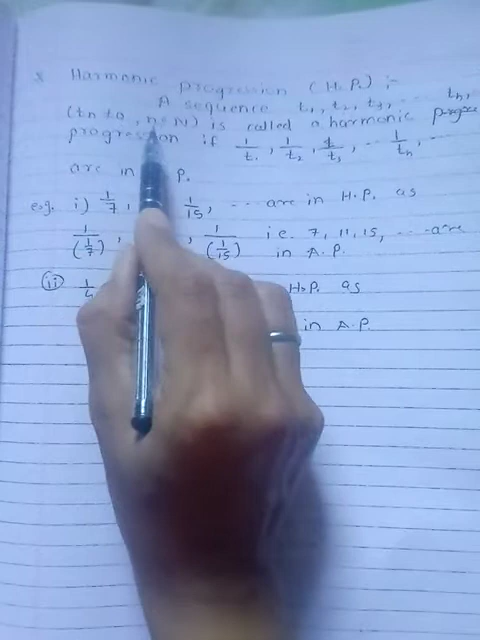 Harmonic progression (H.P.) :-
A sequence t₁, t₂, t₃, ... tₙ, ..
(tn ≠ 0, n ∈ N) is called a harmonic
progression if 1/t₁, 1/t₂, 1/t₃, ... 1/tₙ, ..
are in P.
e.g. i) 1/7, 1/15, ... are in H.P. as
1/(1/7), , 1/(1/15) i.e. 7, 11, 15, ... are
in A.P.
(ii) H.P. as
in A.P.